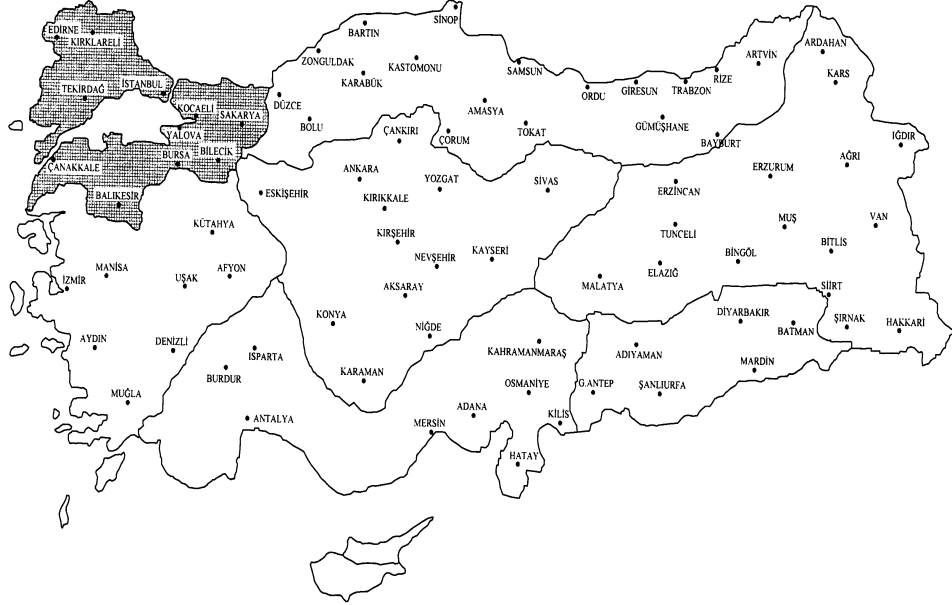 SİNOP
BARTIN
EDİRNE
KIRKLARELİ
ARDAHAN
ARTVİN
ZONGULDAK
KASTOMONU
SAMSUN
RİZE
KARABÜK
KARS
TEKİRDAĞ
İSTANBUL
ORDU
GİRESUN
TRABZON
DÜZCE
KOCAELİ
AMASYA
SAKARYA
BOLU
ÇANKIRI
TOKAT
GÜMÜŞHANE
YALOVA
ÇORUM
BAYBURT
IĞDIR
BURSA
BİLECİK
ÇANAKKALE
ANKARA
YOZGAT
SİVAS
ERZURUM
AĞRI
ESKİŞEHİR
ERZİNCAN
BALIKESİR
KIRIKKALE
KÜTAHYA
KIRŞEHİR
TUNCELİ
MUŞ
VAN
NEVŞEHİR
KAYSERİ
BİNGÖL
BİTLİS
MANİSA
İZMİR
UŞAK
AFYON
ELAZIĞ
AKSARAY
MALATYA
SİİRT
KONYA
NİĞDE
DİYARBAKIR
BATMAN
ŞIRNAK
HAKKARİ
AYDIN
DENİZLİ
ISPARTA
KAHRAMANMARAŞ
ADIYAMAN
BURDUR
KARAMAN
MARDİN
OSMANİYE
G.ANTEP
ŞANLIURFA
MUĞLA
ANTALYA
MERSİN
ADANA
KİLİS
HATAY